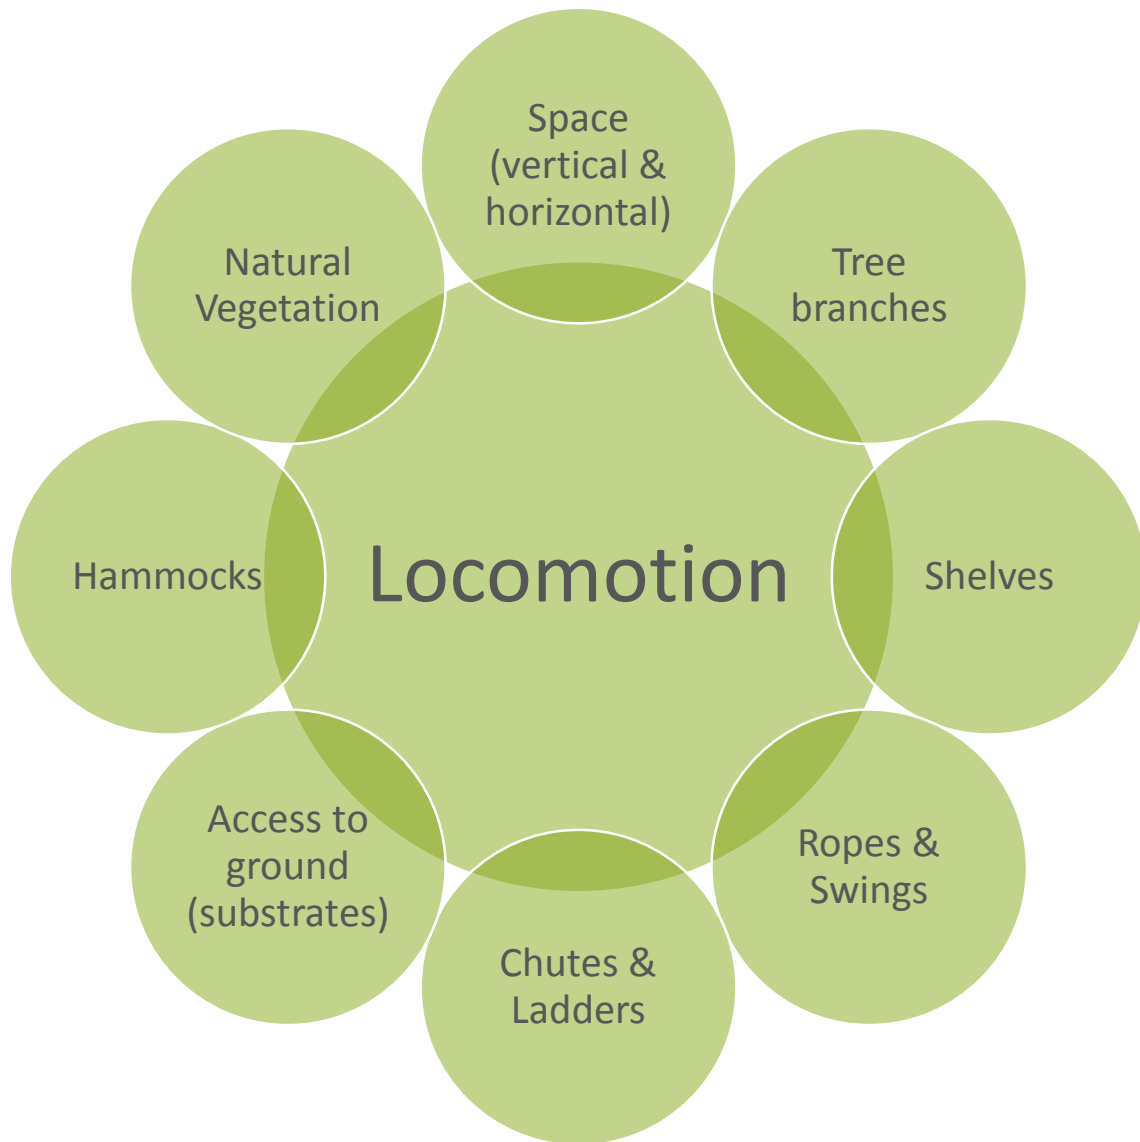 Space
(vertical &
horizontal)
Tree
branches
Shelves
Ropes &
Swings
Chutes &
Ladders
Access to
ground
(substrates)
Hammocks
Natural
Vegetation
Locomotion